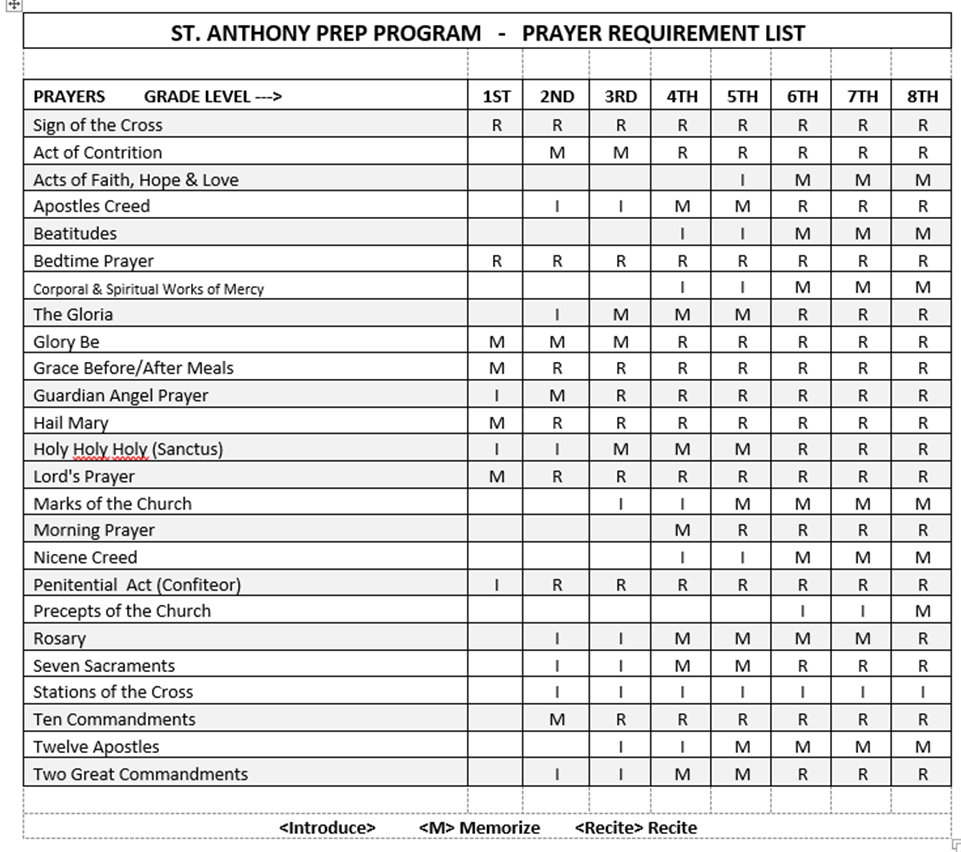 ST. ANTHONY PREP PROGRAM - PRAYER REQUIREMENT LIST
PRAYERS GRADE LEVEL ---> 1ST 2ND 3RD 4TH 5TH 6TH 7TH 8TH
Sign of the Cross R R R R R R R R
Act of Contrition M M R R R R R
Acts of Faith, Hope & Love I M M M
Apostles Creed I I M M R R R
Beatitudes I I M M M
Bedtime Prayer R R R R R R R R
Corporal & Spiritual Works of Mercy I I M M M
The Gloria I M M M R R R
Glory Be M M M R R R R R
Grace Before/After Meals M R R R R R R R
Guardian Angel Prayer I M R R R R R R
Hail Mary M R R R R R R R
Holy Holy Holy (Sanctus) I I M M M R R R
Lord's Prayer M R R R R R R R
Marks of the Church I I M M M M
Morning Prayer M R R R R
Nicene Creed I I M M M
Penitential Act (Confiteor) I R R R R R R R
Precepts of the Church I I M
Rosary I I M M M M R
Seven Sacraments I I M M R R R
Stations of the Cross I I I I I I I
Ten Commandments M R R R R R R
Twelve Apostles I I M M M M
Two Great Commandments I I M M R R R
<Introduce> <M> Memorize <Recite> Recite